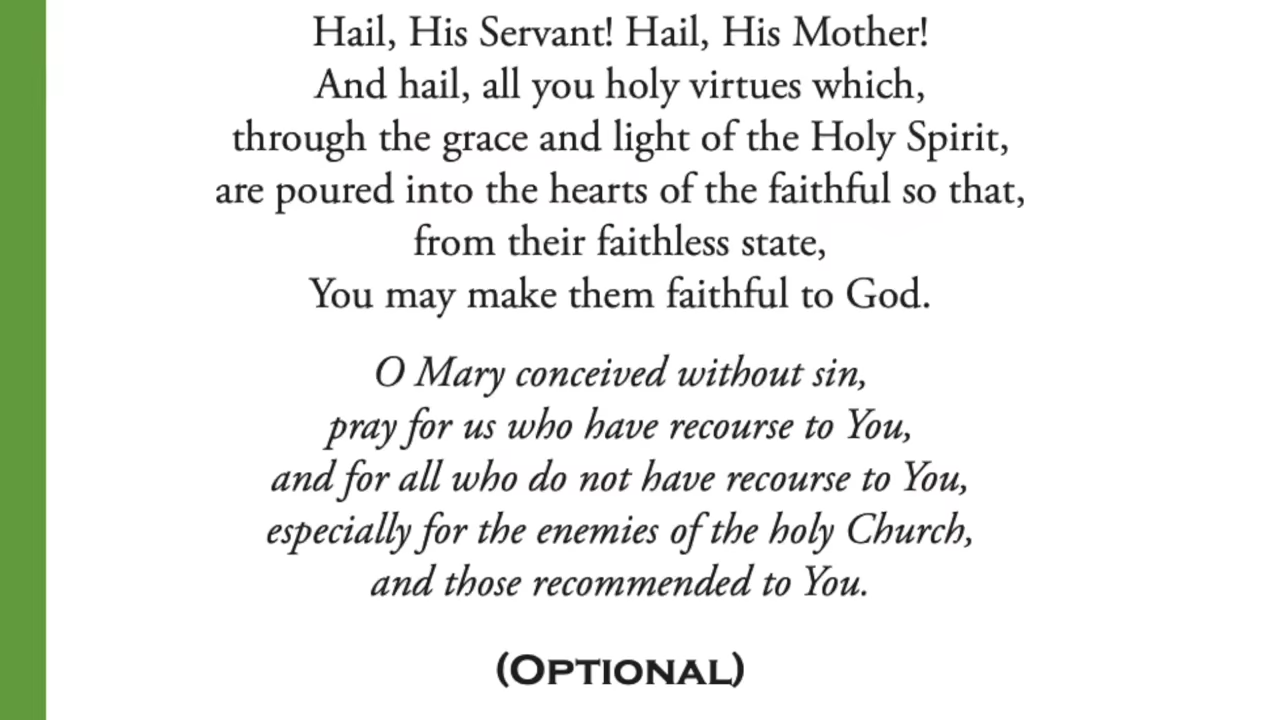 Hail, His Servant! Hail, His Mother!
And hail, all you holy virtues which,
through the grace and light of the Holy Spirit,
are poured into the hearts of the faithful so that,
from their faithless state,
You may make them faithful to God.
O Mary conceived without sin,
pray for us who have recourse to You,
and for all who do not have recourse to You,
especially for the enemies of the holy Church,
and those recommended to You.
(OPTIONAL)